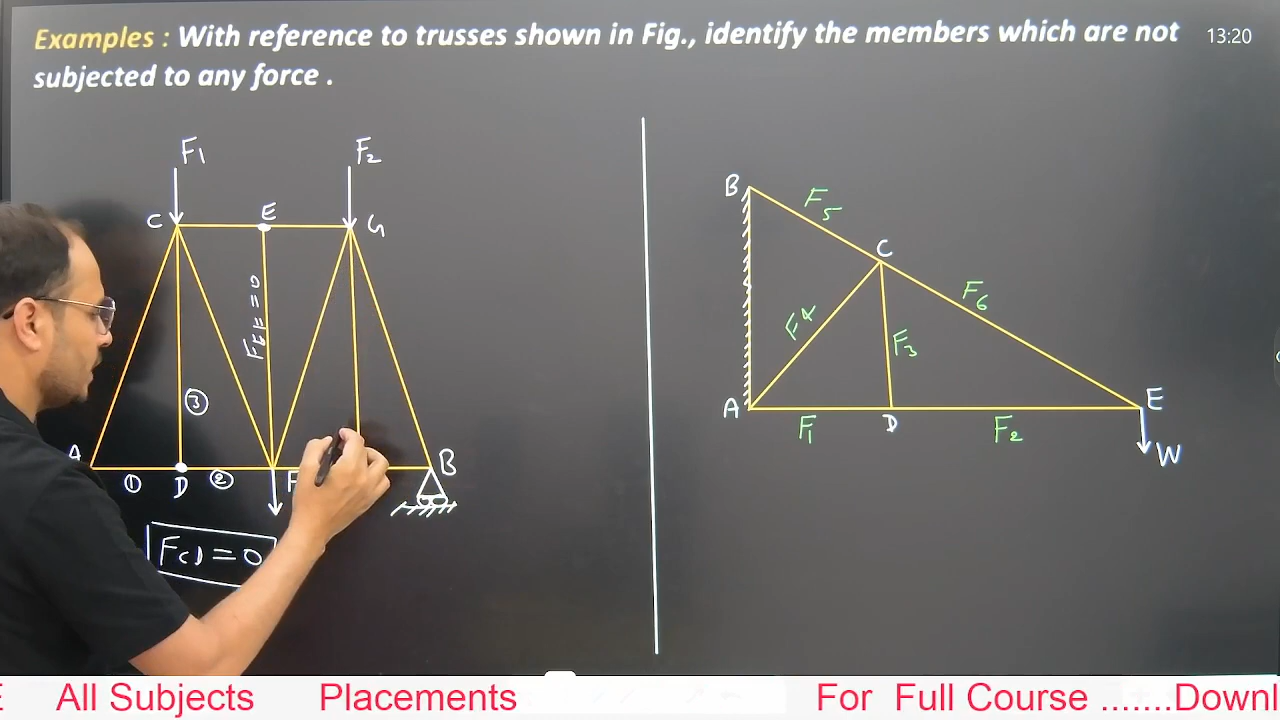 Examples : With reference to trusses shown in Fig., identify the members which are not
subjected to any force .
13:20
F1
F2
C
E
G
FEF = 0
3
A
1
D
2
F
B
FCD = 0
B
F5
C
F6
F4
F3
A
F1
D
F2
E
W
All Subjects Placements For Full Course .......Downl